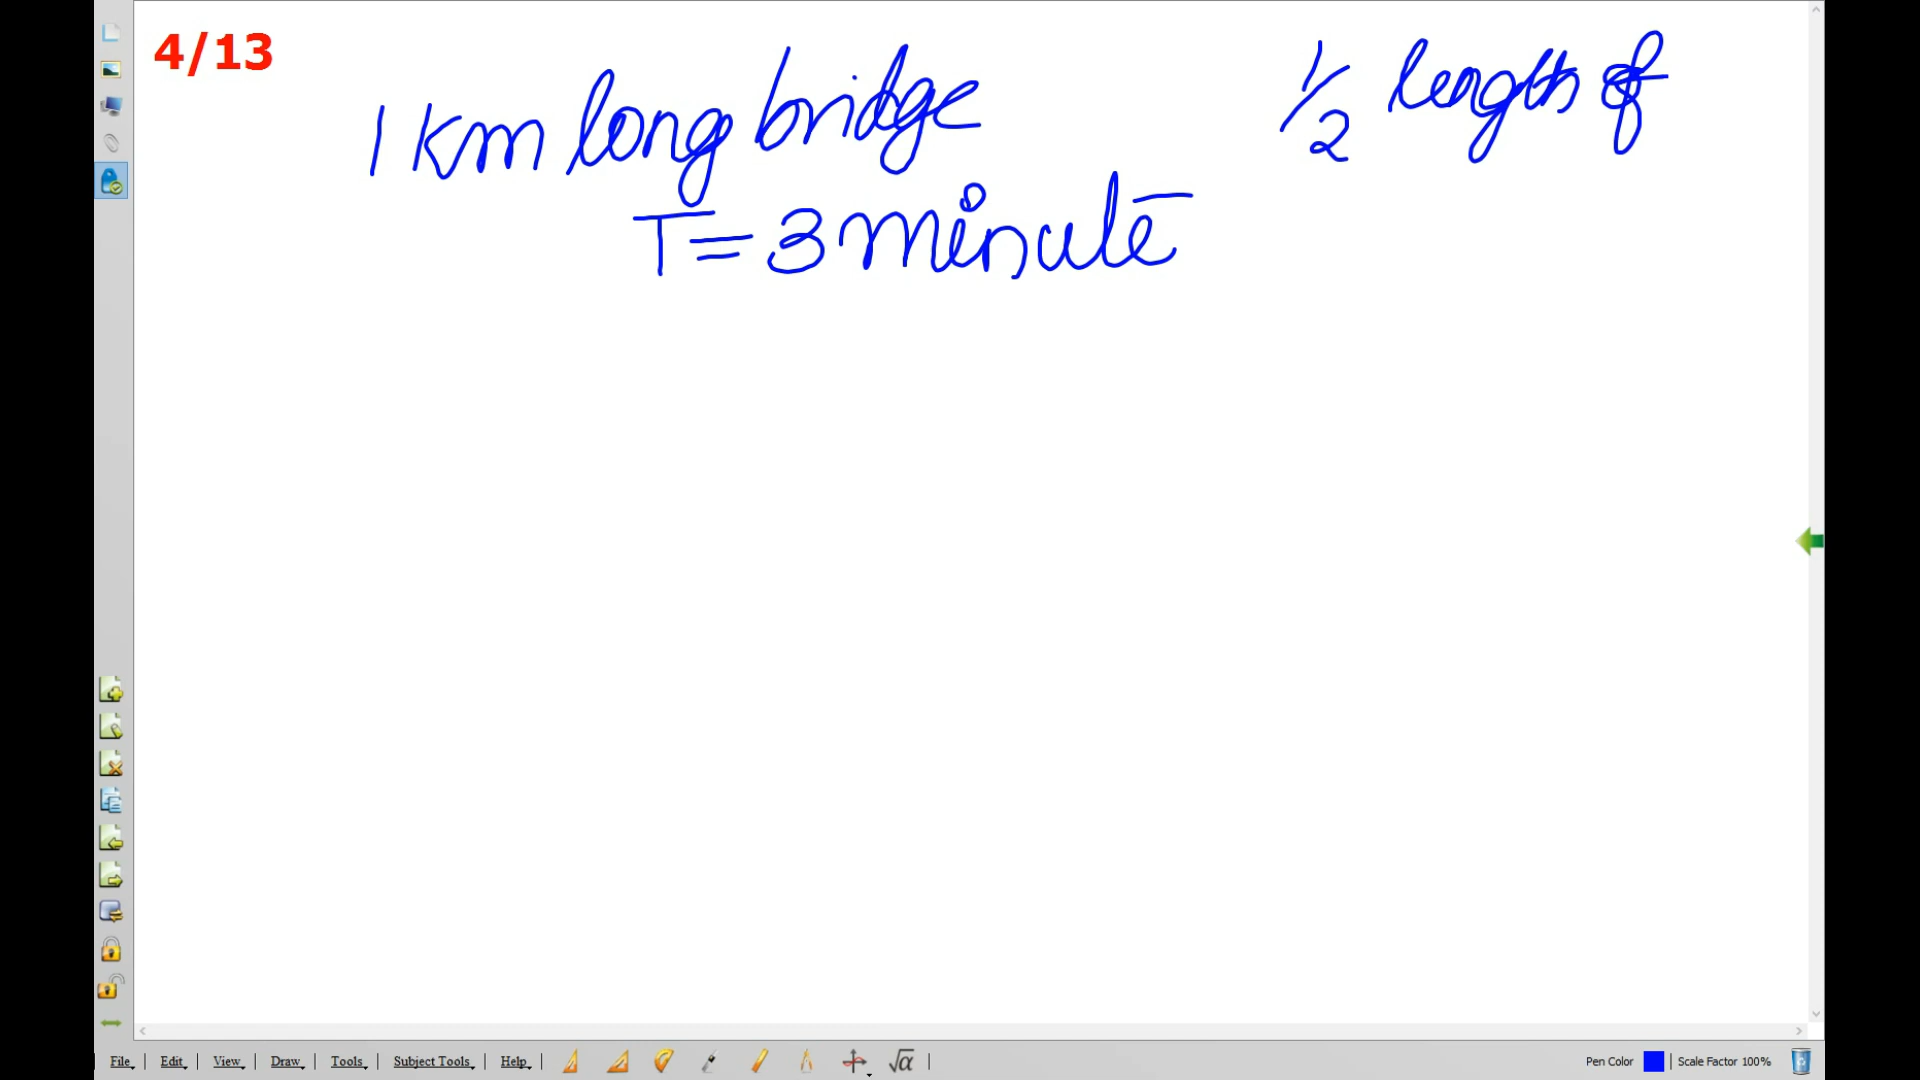 4/13
1 km long bridge
1/2 length of
T = 3 minute
File
Edit
View
Draw
Tools
Subject Tools
Help
√α
Pen Color
Scale Factor 100%